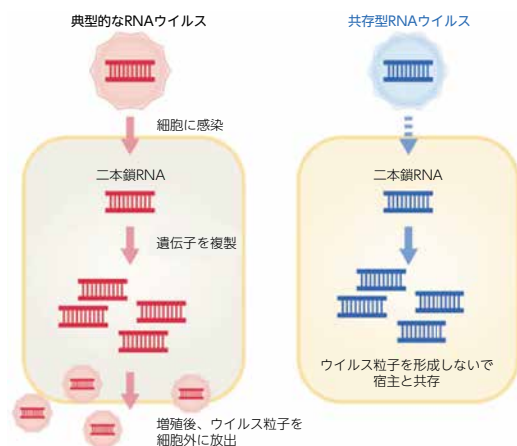 典型的なRNAウイルス
細胞に感染
二本鎖RNA
遺伝子を複製
増殖後、ウイルス粒子を
細胞外に放出
共存型RNAウイルス
二本鎖RNA
ウイルス粒子を形成しないで
宿主と共存